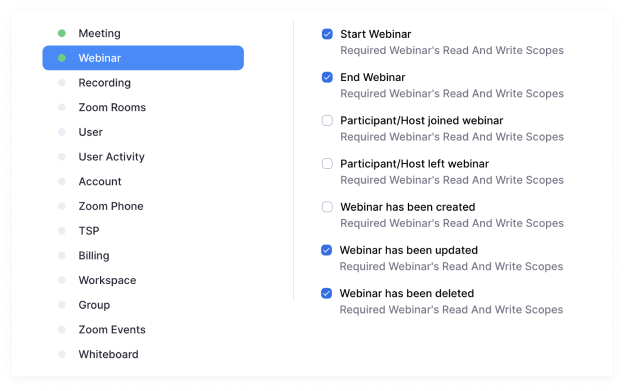 Meeting
Webinar
Recording
Zoom Rooms
User
User Activity
Account
Zoom Phone
TSP
Billing
Workspace
Group
Zoom Events
Whiteboard
Start Webinar
Required Webinar's Read And Write Scopes
End Webinar
Required Webinar's Read And Write Scopes
Participant/Host joined webinar
Required Webinar's Read And Write Scopes
Participant/Host left webinar
Required Webinar's Read And Write Scopes
Webinar has been created
Required Webinar's Read And Write Scopes
Webinar has been updated
Required Webinar's Read And Write Scopes
Webinar has been deleted
Required Webinar's Read And Write Scopes